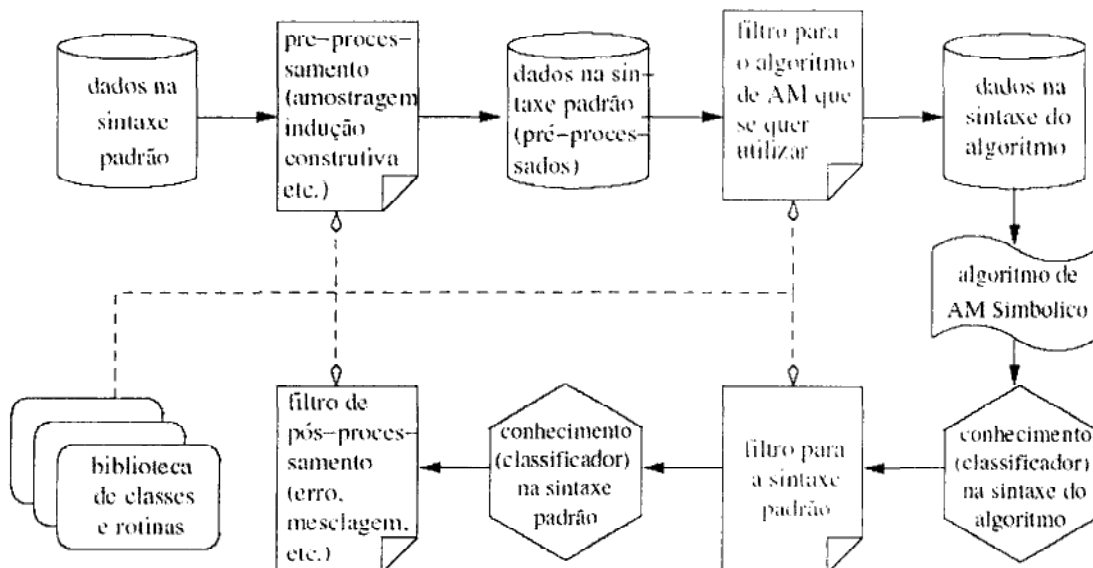 dados na
sintaxe
padrão
pre-proces-
samento
(amostragem
indução
construtiva
etc.)
dados na sin-
taxe padrão
(pré-proces-
sados)
filtro para
o algoritmo
de AM que
se quer
utilizar
dados na
sintaxe do
algoritmo
algoritmo de
AM Simbolico
biblioteca
de classes
e rotinas
filtro de
pós-proces-
samento
(erro,
mesclagem,
etc.)
conhecimento
(classificador)
na sintaxe
padrão
filtro para
a sintaxe
padrão
conhecimento
(classificador)
na sintaxe do
algoritmo